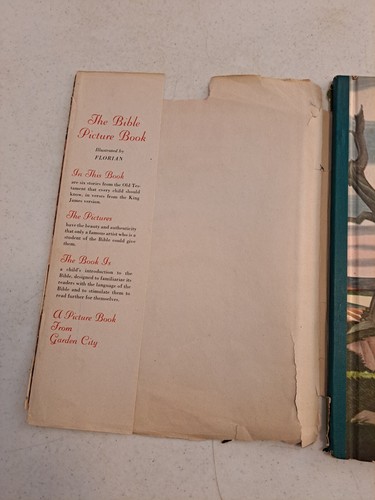 The Bible
Picture Book
Illustrated by
FLORIAN
In This Book
are six stories from the Old Tes-
tament that every child should
know, in verses from the King
James version.
The Pictures
have the beauty and authenticity
that only a famous artist who is a
student of the Bible could give
them.
The Book Is
a child's introduction to the
Bible, designed to familiarize its
readers with the language of the
Bible and to stimulate them to
read further for themselves.
A Picture Book
From
Garden City